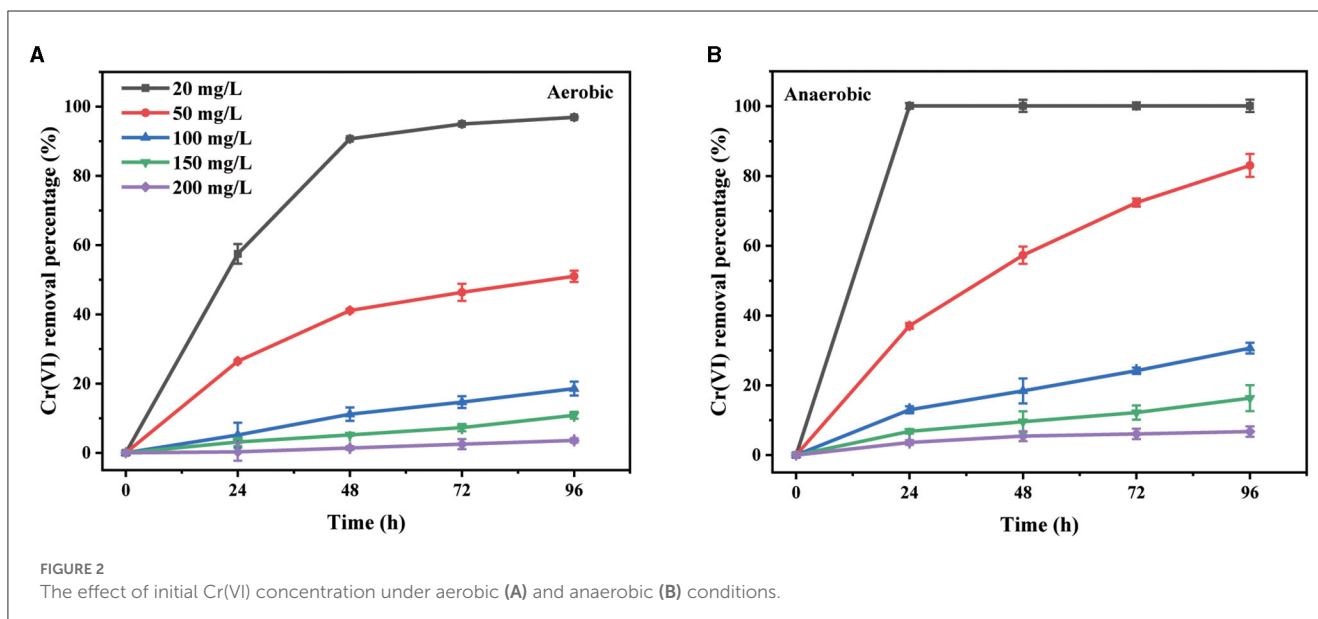 A
Cr(VI) removal percentage (%)
100
80
60
40
20
0
20 mg/L
50 mg/L
100 mg/L
150 mg/L
200 mg/L
Aerobic
0 24 48 72 96
Time (h)
B
Cr(VI) removal percentage (%)
100
80
60
40
20
0
Anaerobic
0 24 48 72 96
Time (h)
FIGURE 2
The effect of initial Cr(VI) concentration under aerobic (A) and anaerobic (B) conditions.